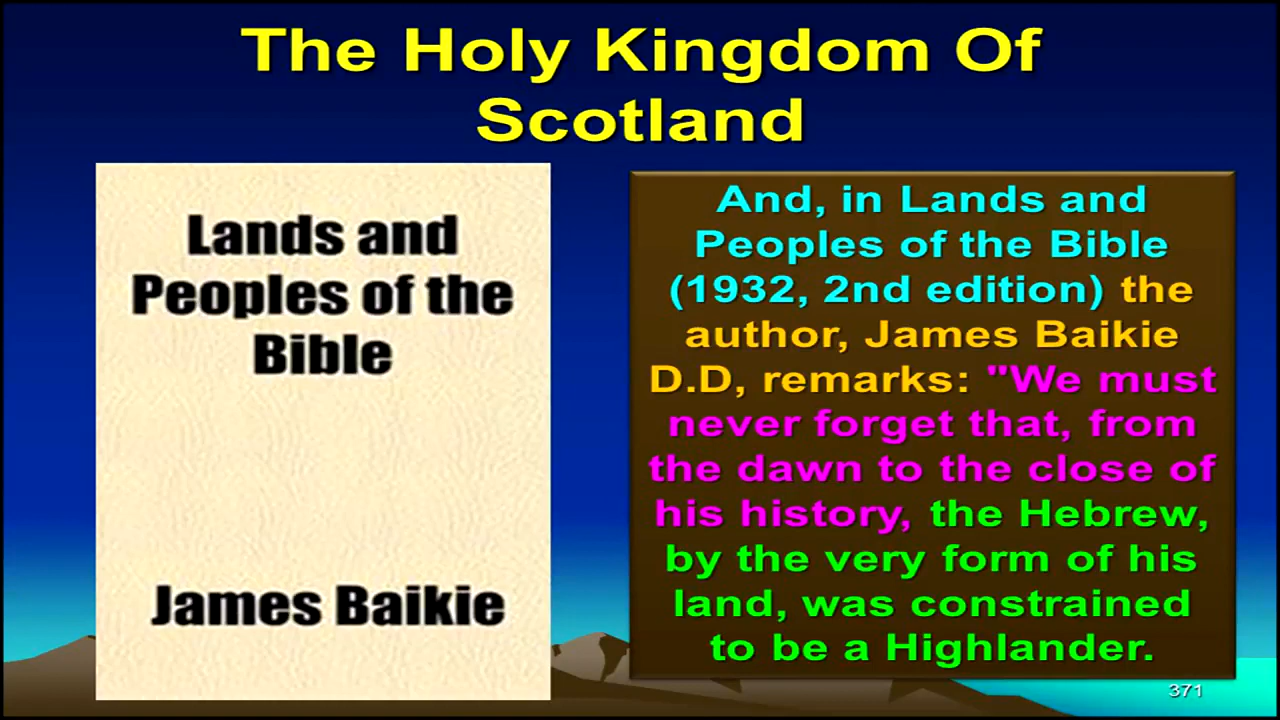 The Holy Kingdom Of
Scotland
Lands and
Peoples of the
Bible
James Baikie
And, in Lands and
Peoples of the Bible
(1932, 2nd edition) the
author, James Baikie
D.D, remarks: "We must
never forget that, from
the dawn to the close of
his history, the Hebrew,
by the very form of his
land, was constrained
to be a Highlander.
371